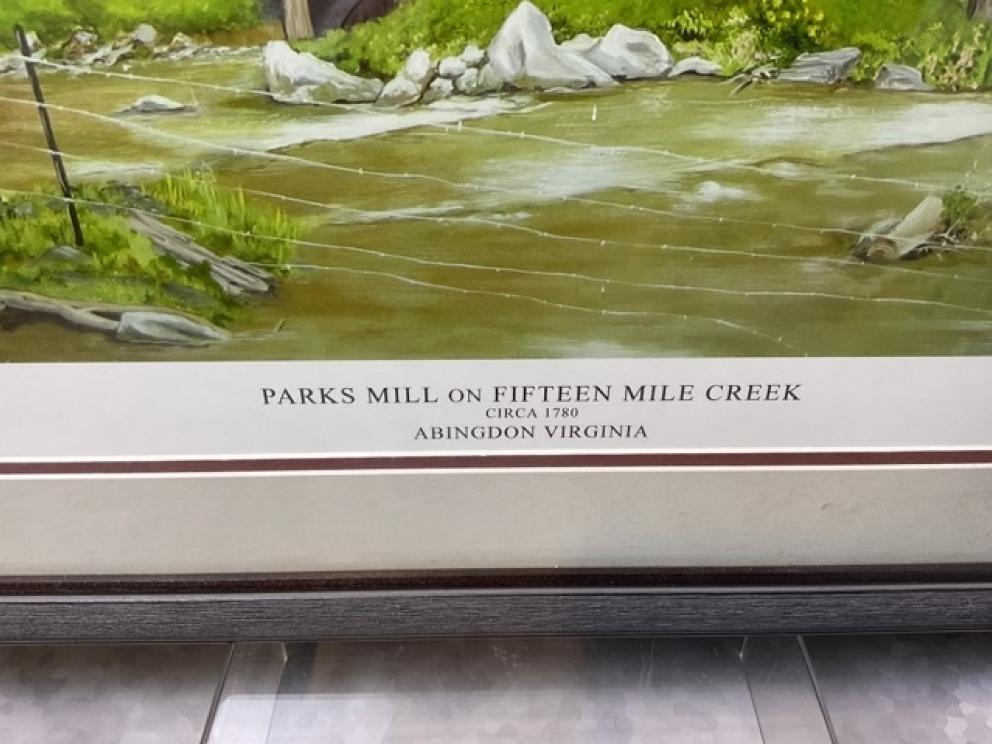 PARKS MILL ON FIFTEEN MILE CREEK
CIRCA 1780
ABINGDON VIRGINIA